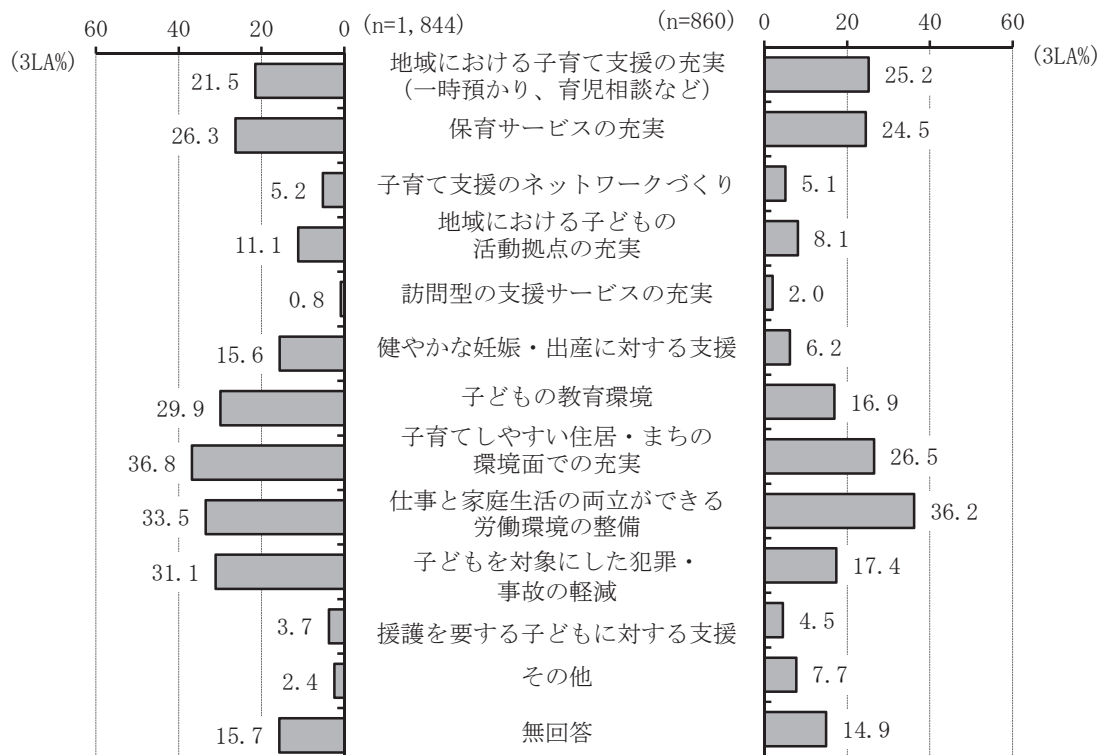 60 40 20 0 (n=1,844) (n=860) 0 20 40 60
(3LA%) (3LA%)
21.5 地域における子育て支援の充実 25.2
（一時預かり、育児相談など）
26.3 保育サービスの充実 24.5
5.2 子育て支援のネットワークづくり 5.1
地域における子どもの
11.1 活動拠点の充実 8.1
0.8 訪問型の支援サービスの充実 2.0
15.6 健やかな妊娠・出産に対する支援 6.2
29.9 子どもの教育環境 16.9
子育てしやすい住居・まちの
36.8 環境面での充実 26.5
仕事と家庭生活の両立ができる
33.5 労働環境の整備 36.2
31.1 子どもを対象にした犯罪・ 17.4
事故の軽減
3.7 援護を要する子どもに対する支援 4.5
2.4 その他 7.7
15.7 無回答 14.9